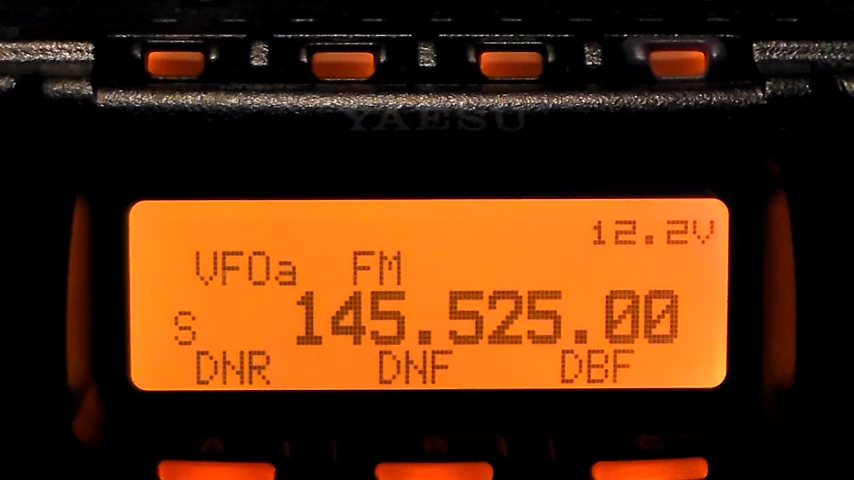 YAESU
12.2V
VFOa FM
S 145.525.00
DNR DNF DBF
A B C